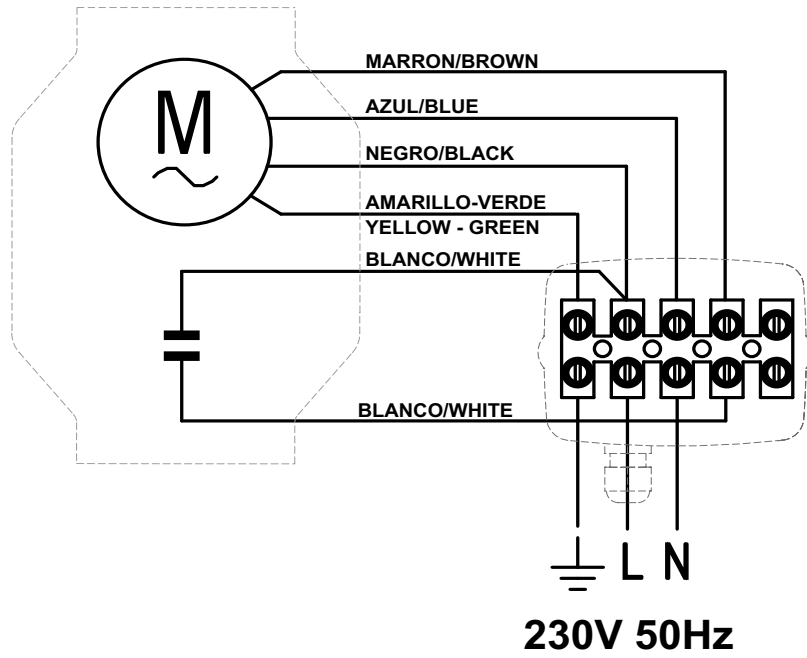 MARRON/BROWN
AZUL/BLUE
M
NEGRO/BLACK
AMARILLO-VERDE
YELLOW - GREEN
BLANCO/WHITE
BLANCO/WHITE
L N
230V 50Hz